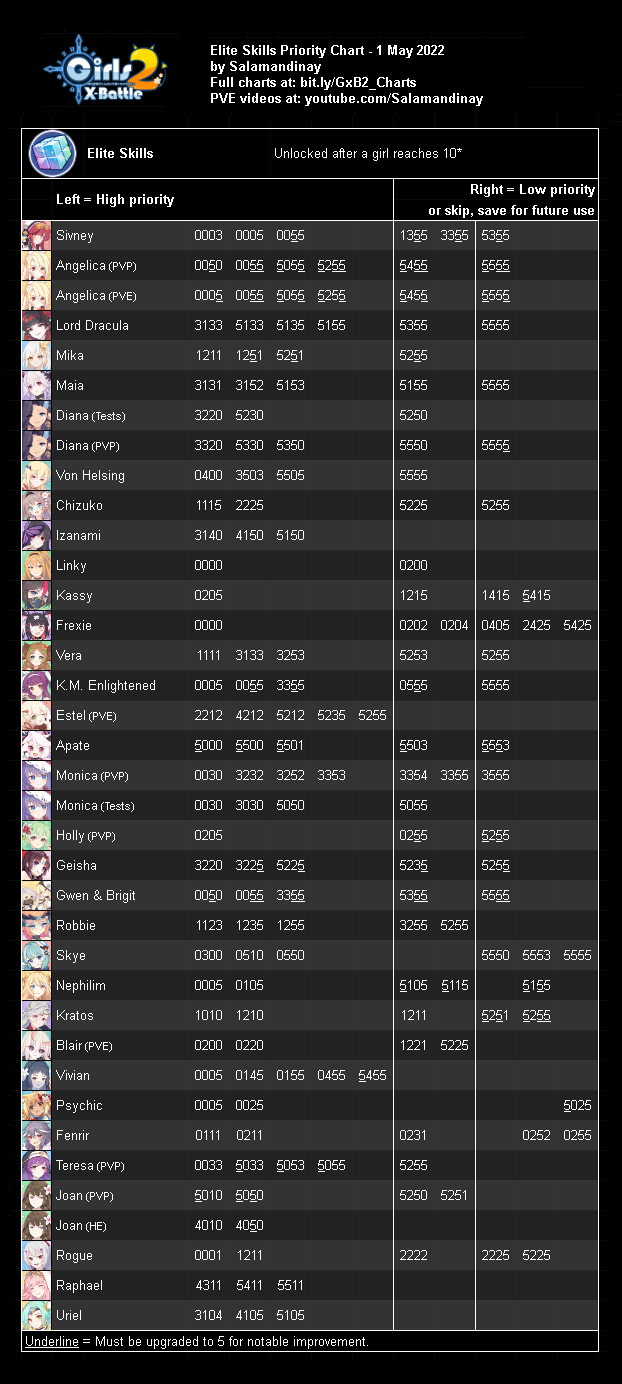 Girls 2
X-Battle
Elite Skills Priority Chart - 1 May 2022
by Salamandinay
Full charts at: bit.ly/GxB2_Charts
PVE videos at: youtube.com/Salamandinay
Elite Skills Unlocked after a girl reaches 10*
Left = High priority Right = Low priority
or skip, save for future use
Sivney 0003 0005 0055 1355 3355 5355
Angelica (PVP) 0050 0055 5055 5255 5455 5555
Angelica (PVE) 0005 0055 5055 5255 5455 5555
Lord Dracula 3133 5133 5135 5155 5355 5555
Mika 1211 1251 5251 5255
Maia 3131 3152 5153 5155 5555
Diana (Tests) 3220 5230 5250
Diana (PVP) 3320 5330 5350 5550 5555
Von Helsing 0400 3503 5505 5555
Chizuko 1115 2225 5225 5255
Izanami 3140 4150 5150
Linky 0000 0200
Kassy 0205 1215 1415 5415
Frexie 0000 0202 0204 0405 2425 5425
Vera 1111 3133 3253 5253 5255
K.M. Enlightened 0005 0055 3355 0555 5555
Estel (PVE) 2212 4212 5212 5235 5255
Apate 5000 5500 5501 5503 5553
Monica (PVP) 0030 3232 3252 3353 3354 3355 3555
Monica (Tests) 0030 3030 5050 5055
Holly (PVP) 0205 0255 5255
Geisha 3220 3225 5225 5235 5255
Gwen & Brigit 0050 0055 3355 5355 5555
Robbie 1123 1235 1255 3255 5255
Skye 0300 0510 0550 5550 5553 5555
Nephilim 0005 0105 5105 5115 5155
Kratos 1010 1210 1211 5251 5255
Blair (PVE) 0200 0220 1221 5225
Vivian 0005 0145 0155 0455 5455
Psychic 0005 0025 5025
Fenrir 0111 0211 0231 0252 0255
Teresa (PVP) 0033 5033 5053 5055 5255
Joan (PVP) 5010 5050 5250 5251
Joan (HE) 4010 4050
Rogue 0001 1211 2222 2225 5225
Raphael 4311 5411 5511
Uriel 3104 4105 5105
Underline = Must be upgraded to 5 for notable improvement.